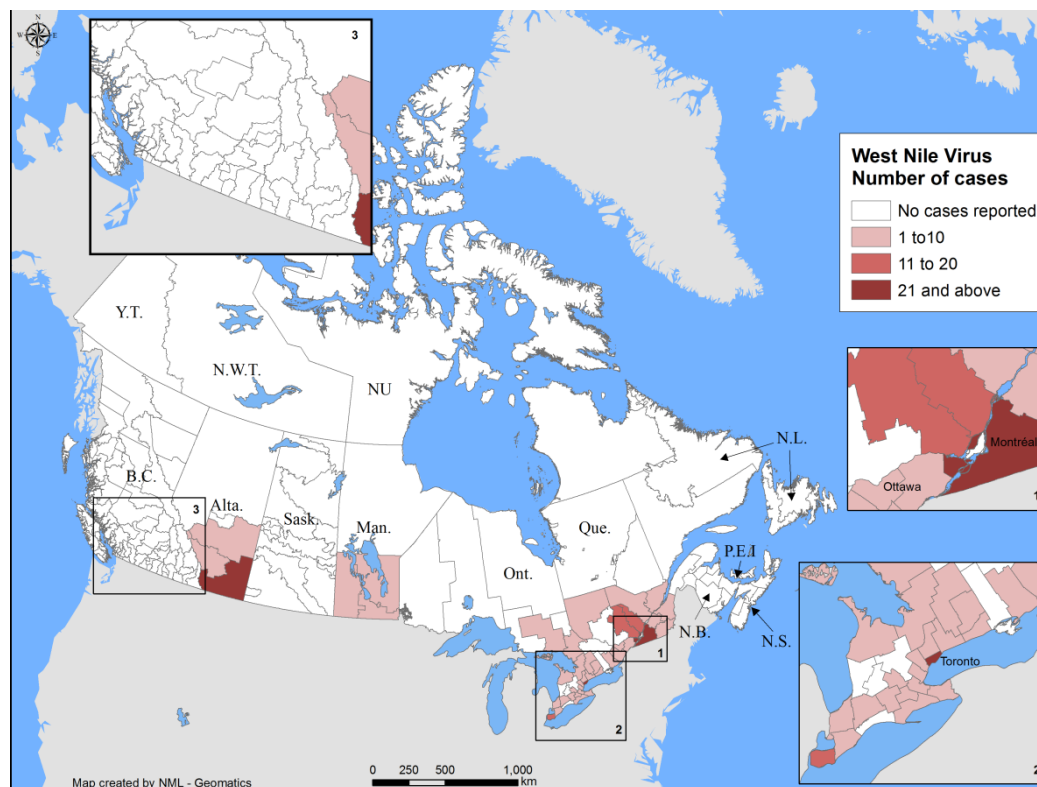 N
W
E
S
3
West Nile Virus
Number of cases
No cases reported
1 to10
11 to 20
21 and above
Y.T.
N.W.T.
NU
N.L.
B.C.
3
Alta.
Sask.
Man.
Ont.
Que.
P.E.I
N.B.
N.S.
1
2
Montréal
Ottawa
1
Toronto
2
Map created by NML - Geomatics
0 250 500 1,000
km